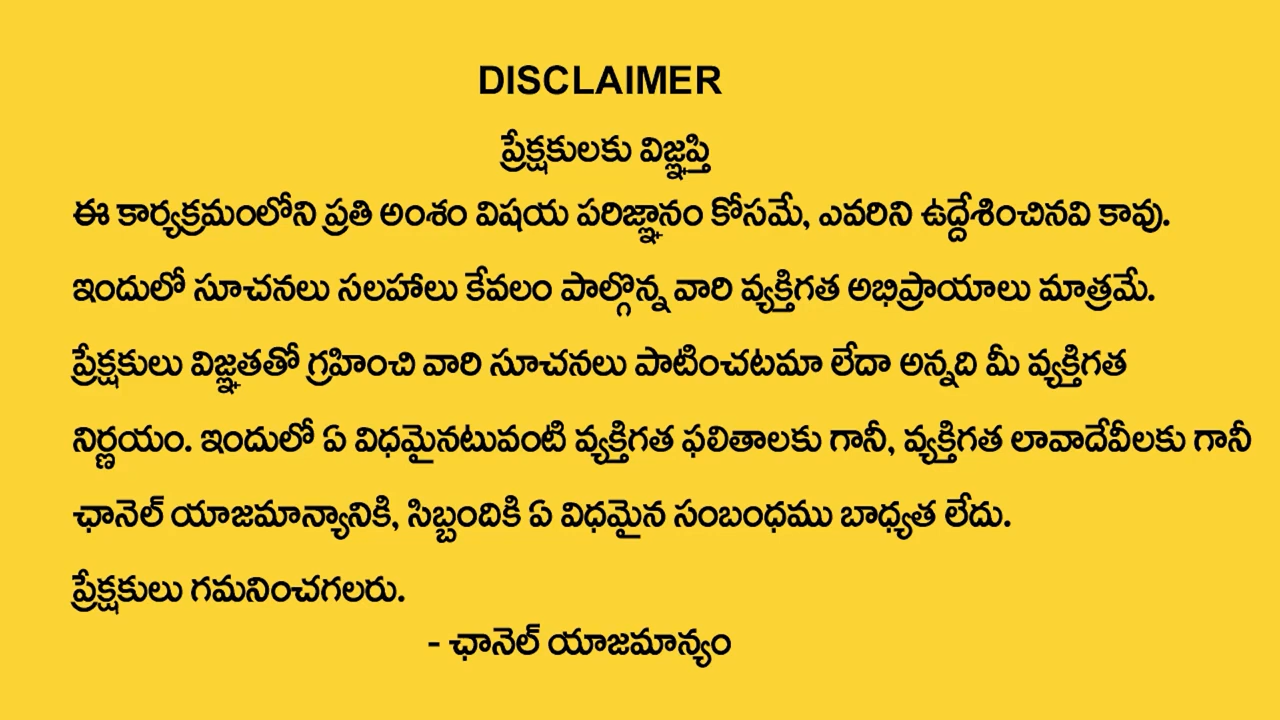 DISCLAIMER
ప్రేక్షకులకు విజ్ఞప్తి
ఈ కార్యక్రమంలోని ప్రతి అంశం విషయ పరిజ్ఞానం కోసమే, ఎవరిని ఉద్దేశించినవి కావు.
ఇందులో సూచనలు సలహాలు కేవలం పాల్గొన్న వారి వ్యక్తిగత అభిప్రాయాలు మాత్రమే.
ప్రేక్షకులు విజ్ఞతతో గ్రహించి వారి సూచనలు పాటించటమా లేదా అన్నది మీ వ్యక్తిగత
నిర్ణయం. ఇందులో ఏ విధమైనటువంటి వ్యక్తిగత ఫలితాలకు గానీ, వ్యక్తిగత లావాదేవీలకు గానీ
ఛానెల్ యాజమాన్యానికి, సిబ్బందికి ఏ విధమైన సంబంధము బాధ్యత లేదు.
ప్రేక్షకులు గమనించగలరు.
- ఛానెల్ యాజమాన్యం